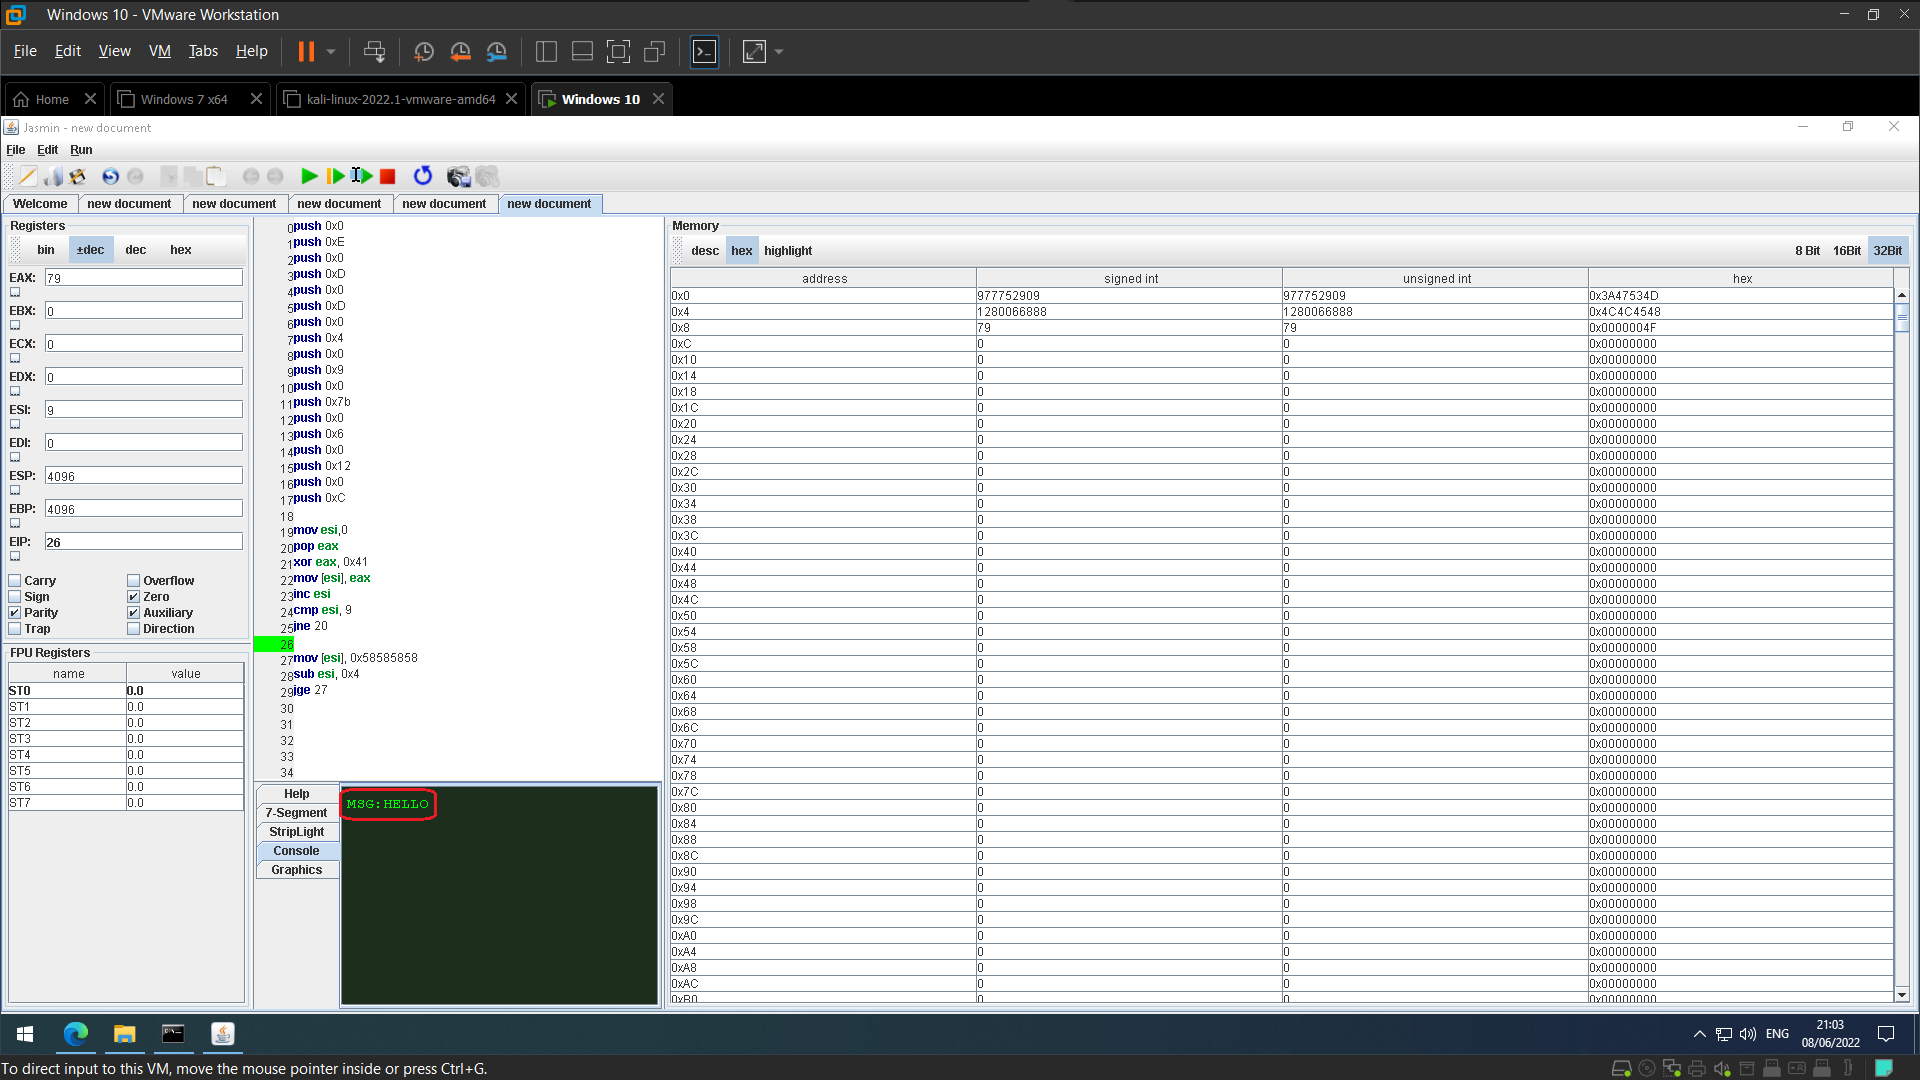 Windows 10 - VMware Workstation
File Edit View VM Tabs Help
Home Windows 7 x64 kali-linux-2022.1-vmware-amd64 Windows 10
Jasmin - new document
File Edit Run
Welcome new document new document new document new document new document
Registers
bin ±dec dec hex
EAX: 79
EBX: 0
ECX: 0
EDX: 0
ESI: 9
EDI: 0
ESP: 4096
EBP: 4096
EIP: 26
Carry Overflow
Sign Zero
Parity Auxiliary
Trap Direction
FPU Registers
name value
ST0 0.0
ST1 0.0
ST2 0.0
ST3 0.0
ST4 0.0
ST5 0.0
ST6 0.0
ST7 0.0
0 push 0x0
1 push 0xE
2 push 0x0
3 push 0xD
4 push 0x0
5 push 0xD
6 push 0x0
7 push 0x4
8 push 0x0
9 push 0x9
10 push 0x0
11 push 0x7b
12 push 0x0
13 push 0x6
14 push 0x0
15 push 0x12
16 push 0x0
17 push 0xC
18
19 mov esi,0
20 pop eax
21 xor eax, 0x41
22 mov [esi], eax
23 inc esi
24 cmp esi, 9
25 jne 20
26
27 mov [esi], 0x58585858
28 sub esi, 0x4
29 jge 27
30
31
32
33
34
Help
7-Segment
StripLight
Console
Graphics
MSG:HELLO
Memory
desc hex highlight 8 Bit 16Bit 32Bit
address signed int unsigned int hex
0x0 977752909 977752909 0x3A47534D
0x4 1280066888 1280066888 0x4C4C4548
0x8 79 79 0x0000004F
0xC 0 0 0x00000000
0x10 0 0 0x00000000
0x14 0 0 0x00000000
0x18 0 0 0x00000000
0x1C 0 0 0x00000000
0x20 0 0 0x00000000
0x24 0 0 0x00000000
0x28 0 0 0x00000000
0x2C 0 0 0x00000000
0x30 0 0 0x00000000
0x34 0 0 0x00000000
0x38 0 0 0x00000000
0x3C 0 0 0x00000000
0x40 0 0 0x00000000
0x44 0 0 0x00000000
0x48 0 0 0x00000000
0x4C 0 0 0x00000000
0x50 0 0 0x00000000
0x54 0 0 0x00000000
0x58 0 0 0x00000000
0x5C 0 0 0x00000000
0x60 0 0 0x00000000
0x64 0 0 0x00000000
0x68 0 0 0x00000000
0x6C 0 0 0x00000000
0x70 0 0 0x00000000
0x74 0 0 0x00000000
0x78 0 0 0x00000000
0x7C 0 0 0x00000000
0x80 0 0 0x00000000
0x84 0 0 0x00000000
0x88 0 0 0x00000000
0x8C 0 0 0x00000000
0x90 0 0 0x00000000
0x94 0 0 0x00000000
0x98 0 0 0x00000000
0x9C 0 0 0x00000000
0xA0 0 0 0x00000000
0xA4 0 0 0x00000000
0xA8 0 0 0x00000000
0xAC 0 0 0x00000000
0xB0 0 0 0x00000000
ENG
21:03
08/06/2022
To direct input to this VM, move the mouse pointer inside or press Ctrl+G.